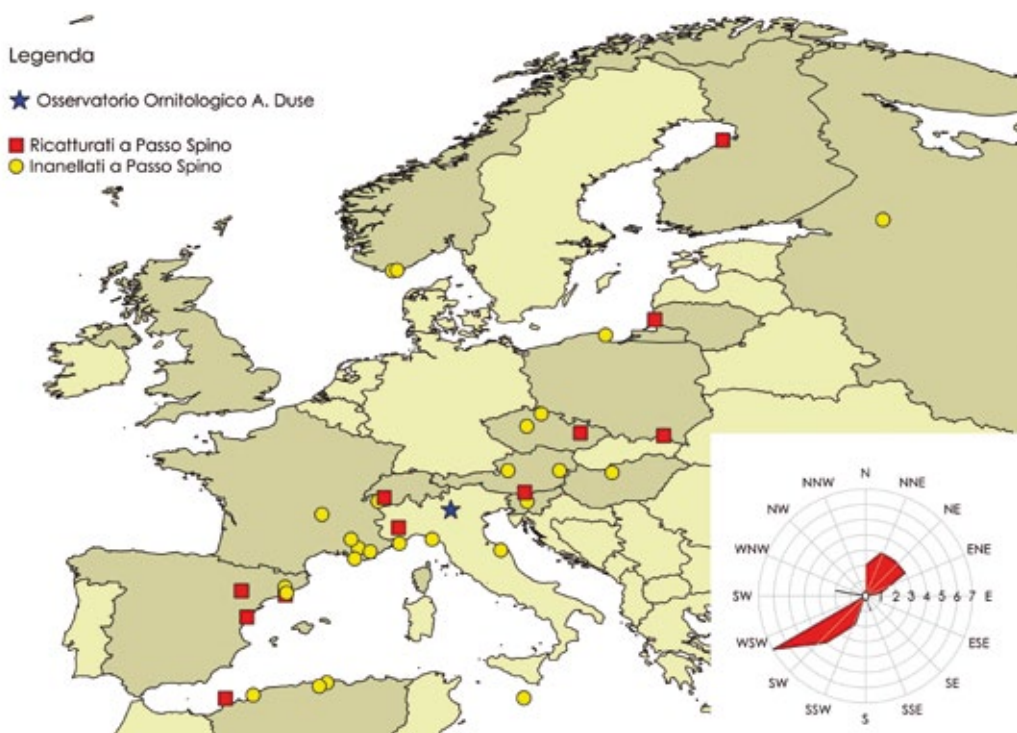 Legenda
Osservatorio Ornitologico A. Duse
Ricatturati a Passo Spino
Inanellati a Passo Spino
N
NNW NNE
NW NE
WNW ENE
SW 1 2 3 4 5 6 7 E
WSW ESE
SW SE
SSW SSE
S